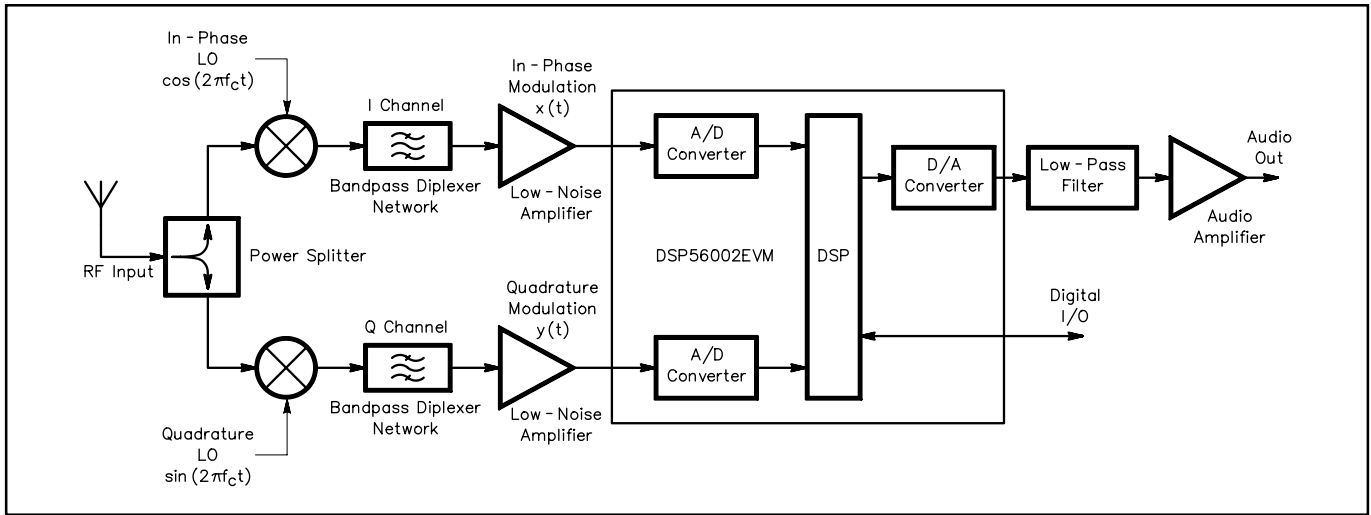 In - Phase
LO
cos (2πfct)
I Channel
Bandpass Diplexer
Network
In - Phase
Modulation
x (t)
Low - Noise
Amplifier
A/D
Converter
DSP56002EVM
DSP
D/A
Converter
Low - Pass
Filter
Audio
Out
Audio
Amplifier
RF Input
Power Splitter
Digital
I/O
Q Channel
Bandpass Diplexer
Network
Quadrature
Modulation
y (t)
Low - Noise
Amplifier
A/D
Converter
Quadrature
LO
sin (2πfct)